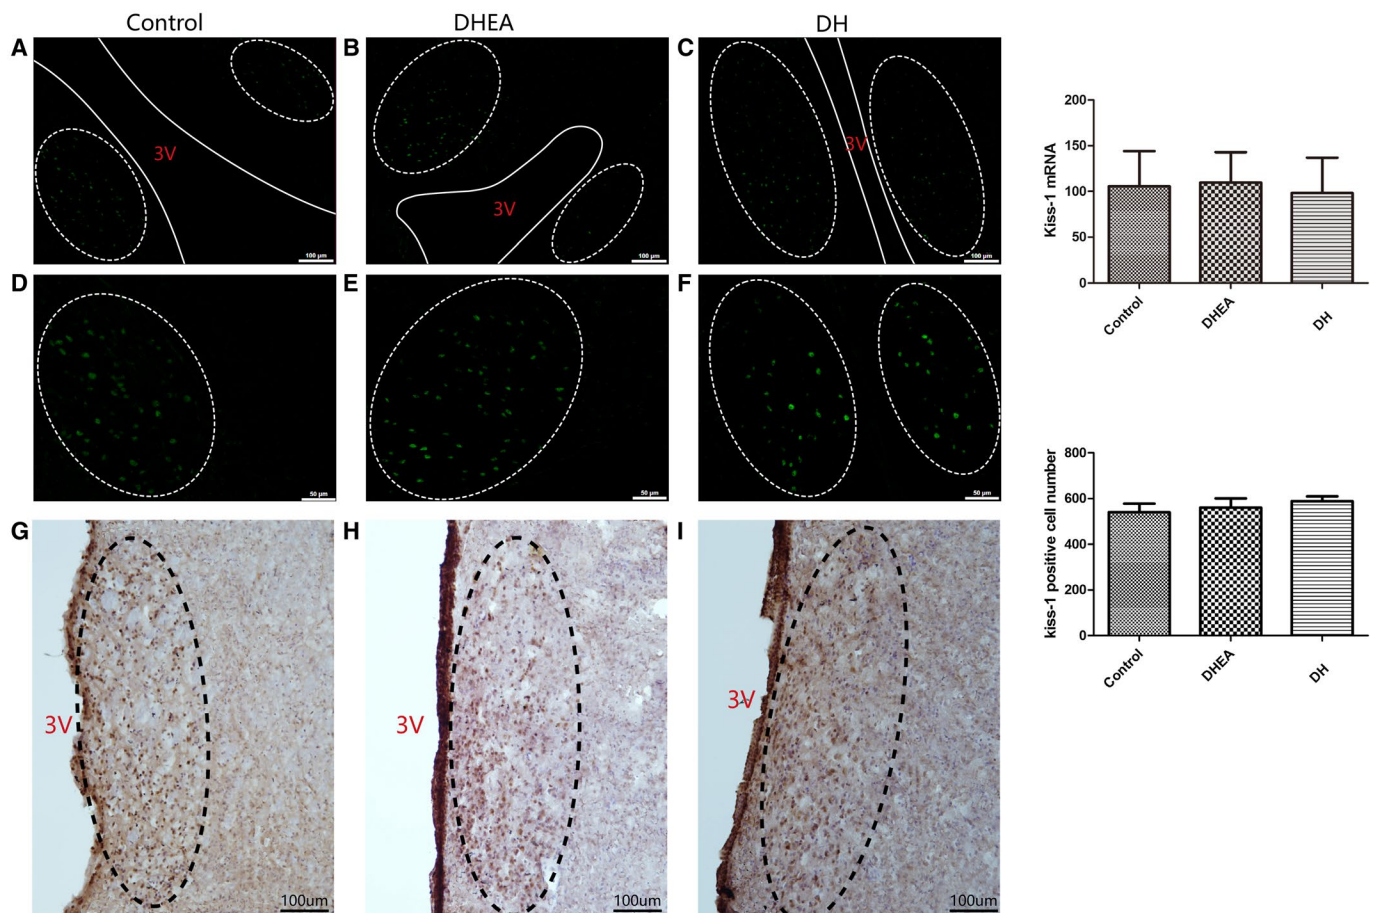 Control
DHEA
DH
A
B
C
3V
3V
3V
100 μm
100 μm
100 μm
D
E
F
50 μm
50 μm
50 μm
G
H
I
3V
3V
3V
100um
100um
100um
Kiss-1 mRNA
200
150
100
50
0
Control
DHEA
DH
kiss-1 positive cell number
800
600
400
200
0
Control
DHEA
DH